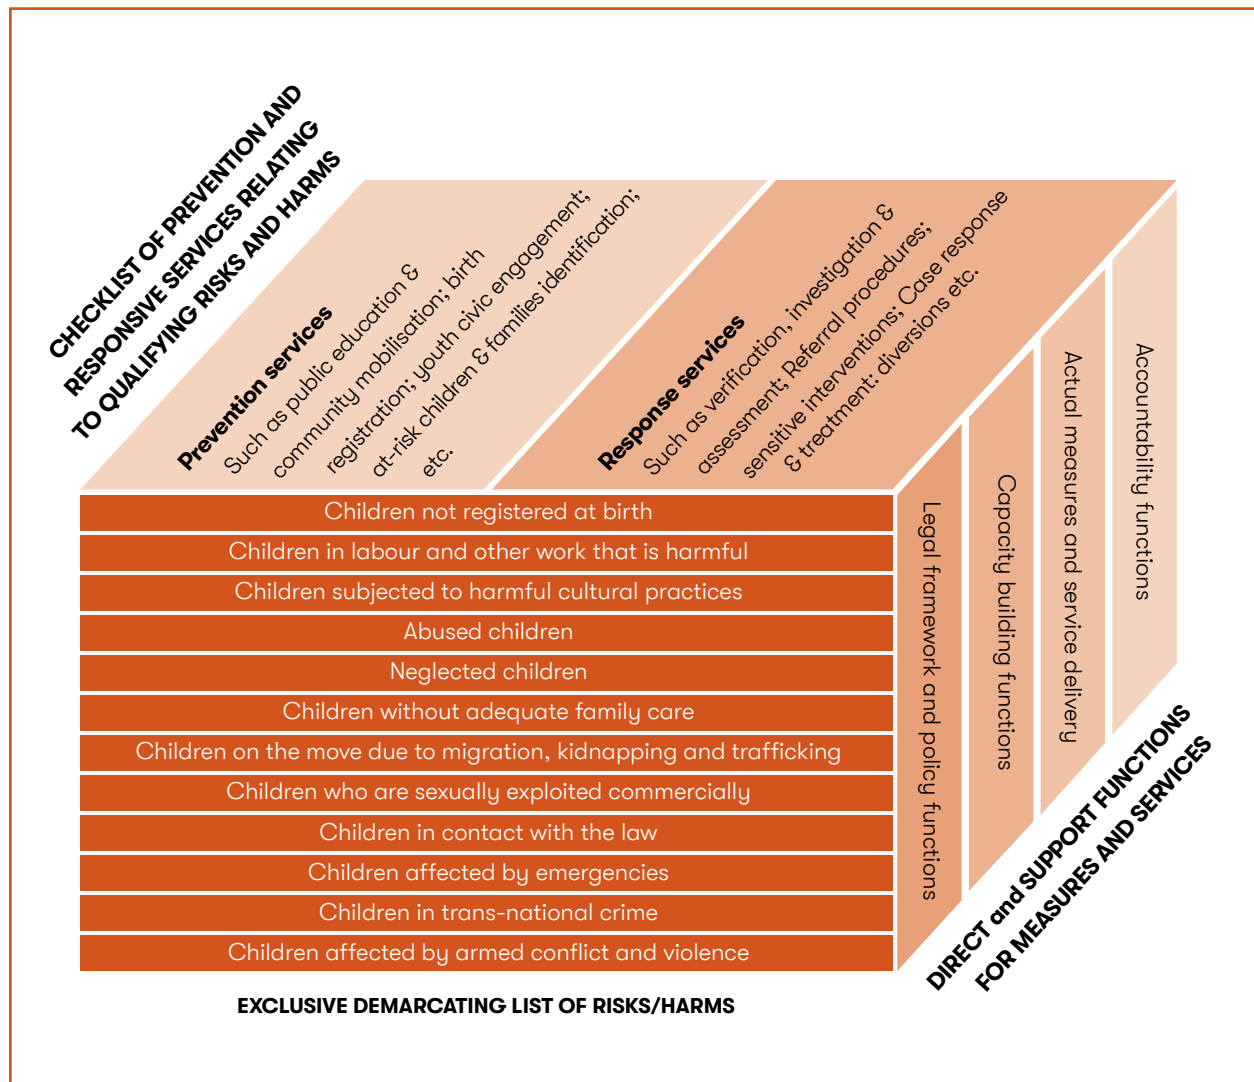 CHECKLIST OF PREVENTION AND
RESPONSIVE SERVICES RELATING
TO QUALIFYING RISKS AND HARMS
Prevention services
Such as public education &
community mobilisation; birth
registration; youth civic engagement;
at-risk children & families identification;
etc.
Response services
Such as verification, investigation &
assessment; Referral procedures;
sensitive interventions; Case response
& treatment: diversions etc.
Children not registered at birth
Children in labour and other work that is harmful
Children subjected to harmful cultural practices
Abused children
Neglected children
Children without adequate family care
Children on the move due to migration, kidnapping and trafficking
Children who are sexually exploited commercially
Children in contact with the law
Children affected by emergencies
Children in trans-national crime
Children affected by armed conflict and violence
Legal framework and policy functions
Capacity building functions
Actual measures and service delivery
Accountability functions
DIRECT and SUPPORT FUNCTIONS
FOR MEASURES AND SERVICES
EXCLUSIVE DEMARCATING LIST OF RISKS/HARMS